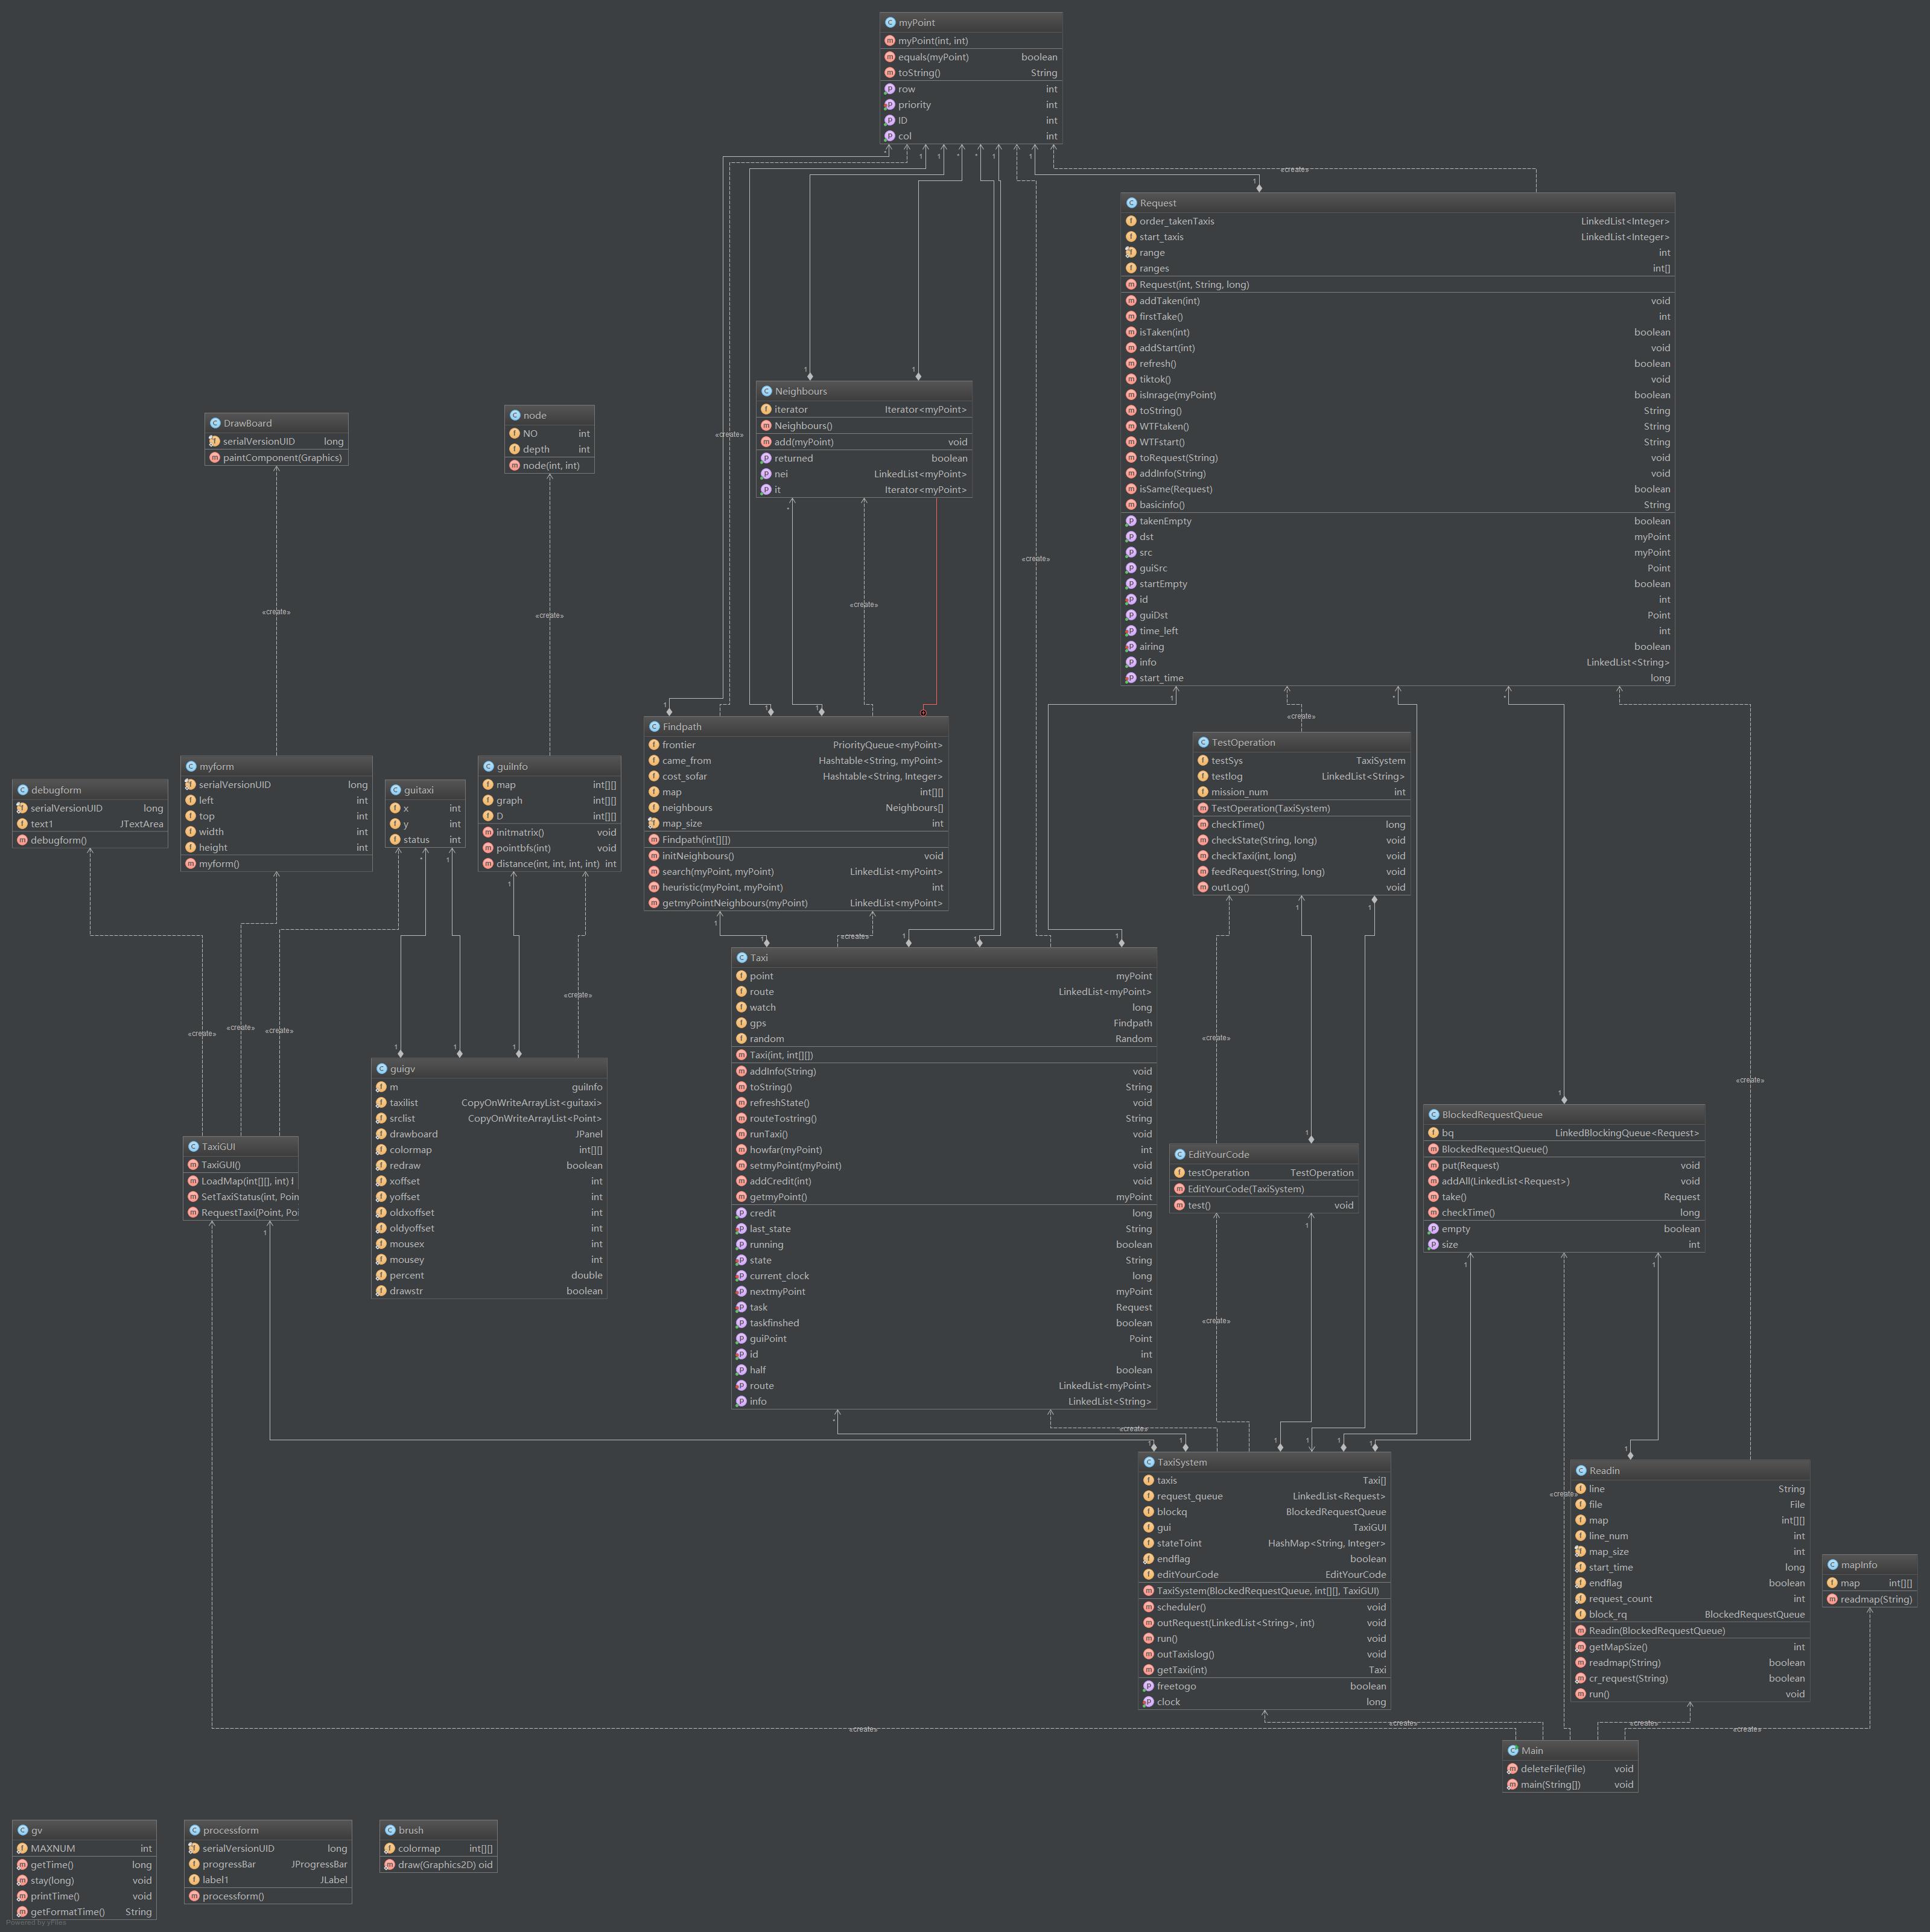 myPoint
myPoint(int, int)
equals(myPoint) boolean
toString() String
row int
priority int
ID int
col int
«create»
Request
order_takenTaxis LinkedList<Integer>
start_taxis LinkedList<Integer>
range int
ranges int[]
Request(int, String, long)
addTaken(int) void
firstTake() int
isTaken(int) boolean
addStart(int) void
refresh() boolean
tiktok() void
isInrage(myPoint) boolean
toString() String
WTFtaken() String
WTFstart() String
toRequest(String) void
addInfo(String) void
isSame(Request) boolean
basicinfo() String
takenEmpty boolean
dst myPoint
src myPoint
guiSrc Point
startEmpty boolean
id int
guiDst Point
time_left int
airing boolean
info LinkedList<String>
start_time long
Neighbours
iterator Iterator<myPoint>
Neighbours()
add(myPoint) void
returned boolean
nei LinkedList<myPoint>
it Iterator<myPoint>
DrawBoard
serialVersionUID long
paintComponent(Graphics)
node
NO int
depth int
node(int, int)
«create»
«create»
«create»
«create»
«create»
«create»
Findpath
frontier PriorityQueue<myPoint>
came_from Hashtable<String, myPoint>
cost_sofar Hashtable<String, Integer>
map int[][]
neighbours Neighbours[]
map_size int
Findpath(int[][])
initNeighbours() void
search(myPoint, myPoint) LinkedList<myPoint>
heuristic(myPoint, myPoint) int
getmyPointNeighbours(myPoint) LinkedList<myPoint>
TestOperation
testSys TaxiSystem
testlog LinkedList<String>
mission_num int
TestOperation(TaxiSystem)
checkTime() long
checkState(String, long) void
checkTaxi(int, long) void
feedRequest(String, long) void
outLog() void
debugform
serialVersionUID long
text1 JTextArea
debugform()
myform
serialVersionUID long
left int
top int
width int
height int
myform()
guitaxi
x int
y int
status int
guiInfo
map int[][]
graph int[][]
D int[][]
initmatrix() void
pointbfs(int) void
distance(int, int, int, int) int
«create»
«create»
«create»
«create»
«create»
«create»
«create»
Taxi
point myPoint
route LinkedList<myPoint>
watch long
gps Findpath
random Random
Taxi(int, int[][])
addInfo(String) void
toString() String
refreshState() void
routeTostring() String
runTaxi() void
howfar(myPoint) int
setmyPoint(myPoint) void
addCredit(int) void
getmyPoint() myPoint
credit long
last_state String
running boolean
state String
current_clock long
nextmyPoint myPoint
task Request
taskfinshed boolean
guiPoint Point
id int
half boolean
route LinkedList<myPoint>
info LinkedList<String>
guigv
m guiInfo
taxilist CopyOnWriteArrayList<guitaxi>
srclist CopyOnWriteArrayList<Point>
drawboard JPanel
colormap int[][]
redraw boolean
xoffset int
yoffset int
oldxoffset int
oldyoffset int
mousex int
mousey int
percent double
drawstr boolean
TaxiGUI
TaxiGUI()
LoadMap(int[][], int)
SetTaxiStatus(int, Poin
RequestTaxi(Point, Poi
EditYourCode
testOperation TestOperation
EditYourCode(TaxiSystem)
test() void
BlockedRequestQueue
bq LinkedBlockingQueue<Request>
BlockedRequestQueue()
put(Request) void
addAll(LinkedList<Request>) void
take() Request
checkTime() long
empty boolean
size int
«create»
«create»
«create»
TaxiSystem
taxis Taxi[]
request_queue LinkedList<Request>
blockq BlockedRequestQueue
gui TaxiGUI
stateToint HashMap<String, Integer>
endflag boolean
editYourCode EditYourCode
TaxiSystem(BlockedRequestQueue, int[][], TaxiGUI)
scheduler() void
outRequest(LinkedList<String>, int) void
run() void
outTaxislog() void
getTaxi(int) Taxi
freetogo boolean
clock long
Readin
line String
file File
map int[][]
line_num int
map_size int
start_time long
endflag boolean
request_count int
block_rq BlockedRequestQueue
Readin(BlockedRequestQueue)
getMapSize() int
readmap(String) boolean
cr_request(String) boolean
run() void
mapInfo
map int[][]
readmap(String)
«create»
«create»
«create»
«create»
Main
deleteFile(File) void
main(String[]) void
gv
MAXNUM int
getTime() long
stay(long) void
printTime() void
getFormatTime() String
processform
serialVersionUID long
progressBar JProgressBar
label1 JLabel
processform()
brush
colormap int[][]
draw(Graphics2D) oid
Powered by yFiles